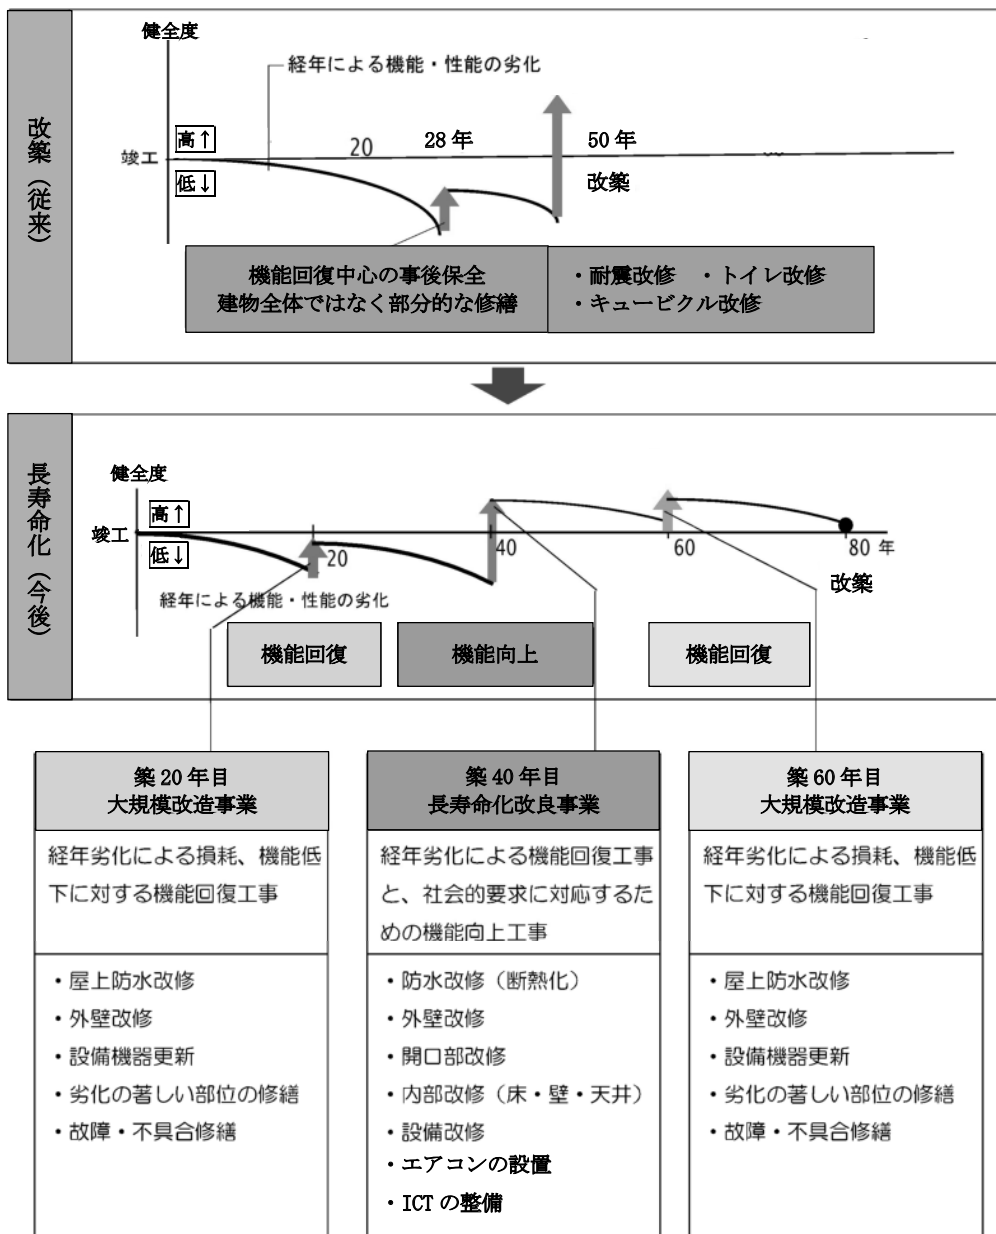 改築（従来）
健全度
経年による機能・性能の劣化
高↑
20
28 年
50 年
竣工
低↓
改築
機能回復中心の事後保全
建物全体ではなく部分的な修繕
・耐震改修　・トイレ改修
・キュービクル改修
長寿命化（今後）
健全度
高↑
竣工
低↓
20
40
60
80 年
改築
経年による機能・性能の劣化
機能回復
機能向上
機能回復
築 20 年目
大規模改造事業
経年劣化による損耗、機能低
下に対する機能回復工事
・屋上防水改修
・外壁改修
・設備機器更新
・劣化の著しい部位の修繕
・故障・不具合修繕
築 40 年目
長寿命化改良事業
経年劣化による機能回復工事
と、社会的要求に対応するた
めの機能向上工事
・防水改修（断熱化）
・外壁改修
・開口部改修
・内部改修（床・壁・天井）
・設備改修
・エアコンの設置
・ICT の整備
築 60 年目
大規模改造事業
経年劣化による損耗、機能低
下に対する機能回復工事
・屋上防水改修
・外壁改修
・設備機器更新
・劣化の著しい部位の修繕
・故障・不具合修繕